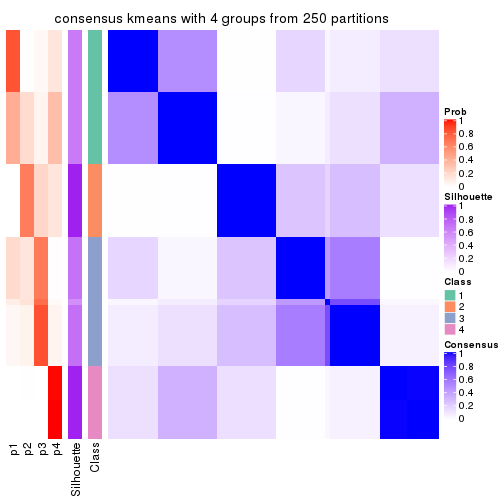 consensus kmeans with 4 groups from 250 partitions
Prob
1
0.8
0.6
0.4
0.2
0
Silhouette
1
0.8
0.6
0.4
0.2
0
Class
1
2
3
4
Consensus
1
0.8
0.6
0.4
0.2
0
p1
p2
p3
p4
Silhouette
Class